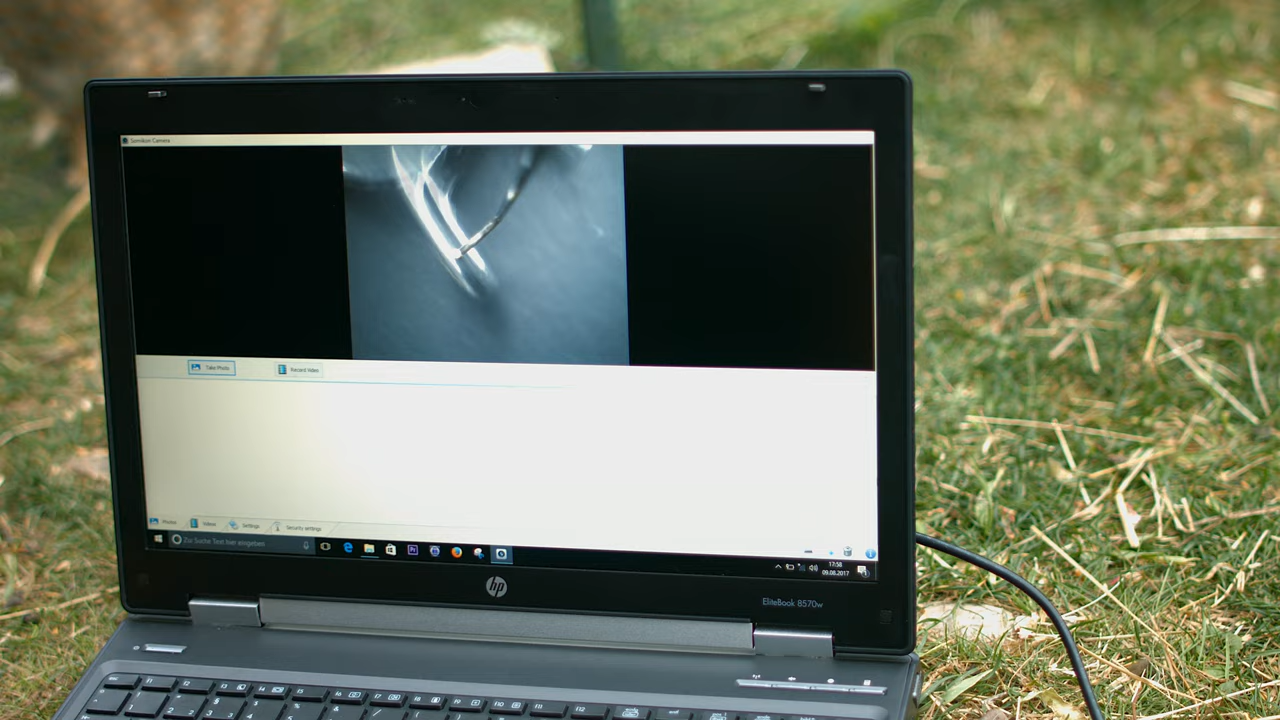 Somikon Camera
Take Photo
Record Video
Photos
Videos
Settings
Security settings
Zur Suche Text hier eingeben
17:58
09.08.2017
hp
EliteBook 8570w